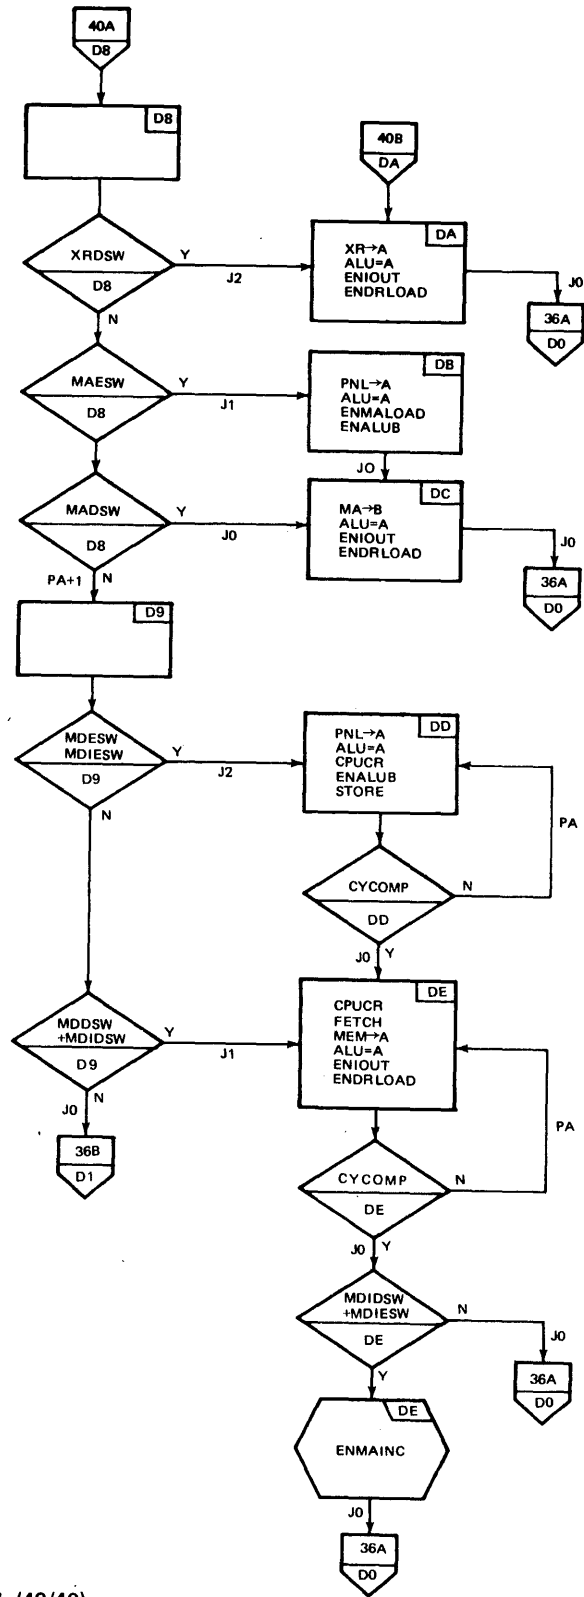 40A
D8
D8
40B
DA
XRDSW
D8
Y
J2
N
DA
XR→A
ALU=A
ENIOUT
ENDRLOAD
J0
36A
D0
MAESW
D8
Y
J1
DB
PNL→A
ALU=A
ENMALOAD
ENALUB
JO
MADSW
D8
Y
J0
PA+1
N
DC
MA→B
ALU=A
ENIOUT
ENDRLOAD
J0
36A
D0
D9
MDESW
MDIESW
D9
Y
J2
N
DD
PNL→A
ALU=A
CPUCR
ENALUB
STORE
PA
CYCOMP
DD
N
J0
Y
MDDSW
+MDIDSW
D9
Y
J1
J0
N
36B
D1
DE
CPUCR
FETCH
MEM→A
ALU=A
ENIOUT
ENDRLOAD
PA
CYCOMP
DE
N
J0
Y
MDIDSW
+MDIESW
DE
N
J0
36A
D0
Y
DE
ENMAINC
J0
36A
D0